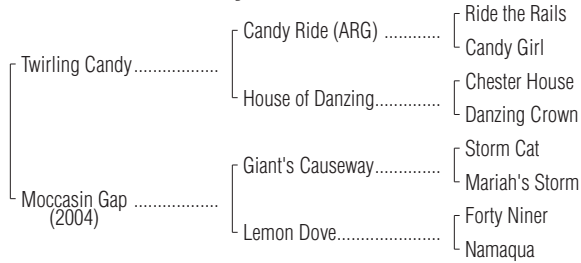 Ride the Rails
Candy Ride (ARG) ............
Candy Girl
Twirling Candy..................
Chester House
House of Danzing..............
Danzing Crown
Storm Cat
Giant's Causeway..............
Mariah's Storm
Moccasin Gap ..................
(2004)
Forty Niner
Lemon Dove......................
Namaqua